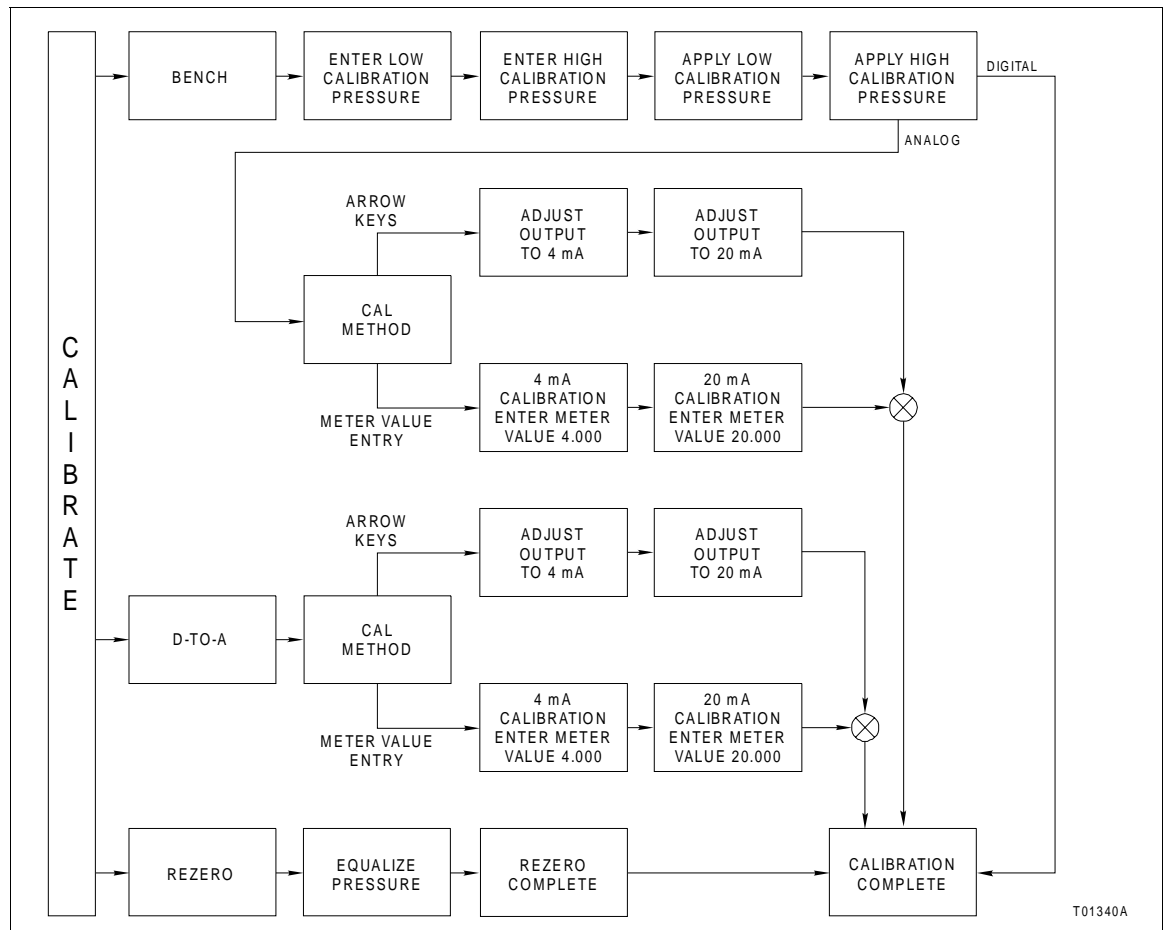 CALIBRATE
BENCH
ENTER LOW
CALIBRATION
PRESSURE
ENTER HIGH
CALIBRATION
PRESSURE
APPLY LOW
CALIBRATION
PRESSURE
APPLY HIGH
CALIBRATION
PRESSURE
DIGITAL
ANALOG
ARROW
KEYS
ADJUST
OUTPUT
TO 4 mA
ADJUST
OUTPUT
TO 20 mA
CAL
METHOD
METER VALUE
ENTRY
4 mA
CALIBRATION
ENTER METER
VALUE 4.000
20 mA
CALIBRATION
ENTER METER
VALUE 20.000
D-TO-A
CAL
METHOD
ARROW
KEYS
ADJUST
OUTPUT
TO 4 mA
ADJUST
OUTPUT
TO 20 mA
METER VALUE
ENTRY
4 mA
CALIBRATION
ENTER METER
VALUE 4.000
20 mA
CALIBRATION
ENTER METER
VALUE 20.000
REZERO
EQUALIZE
PRESSURE
REZERO
COMPLETE
CALIBRATION
COMPLETE
T01340A